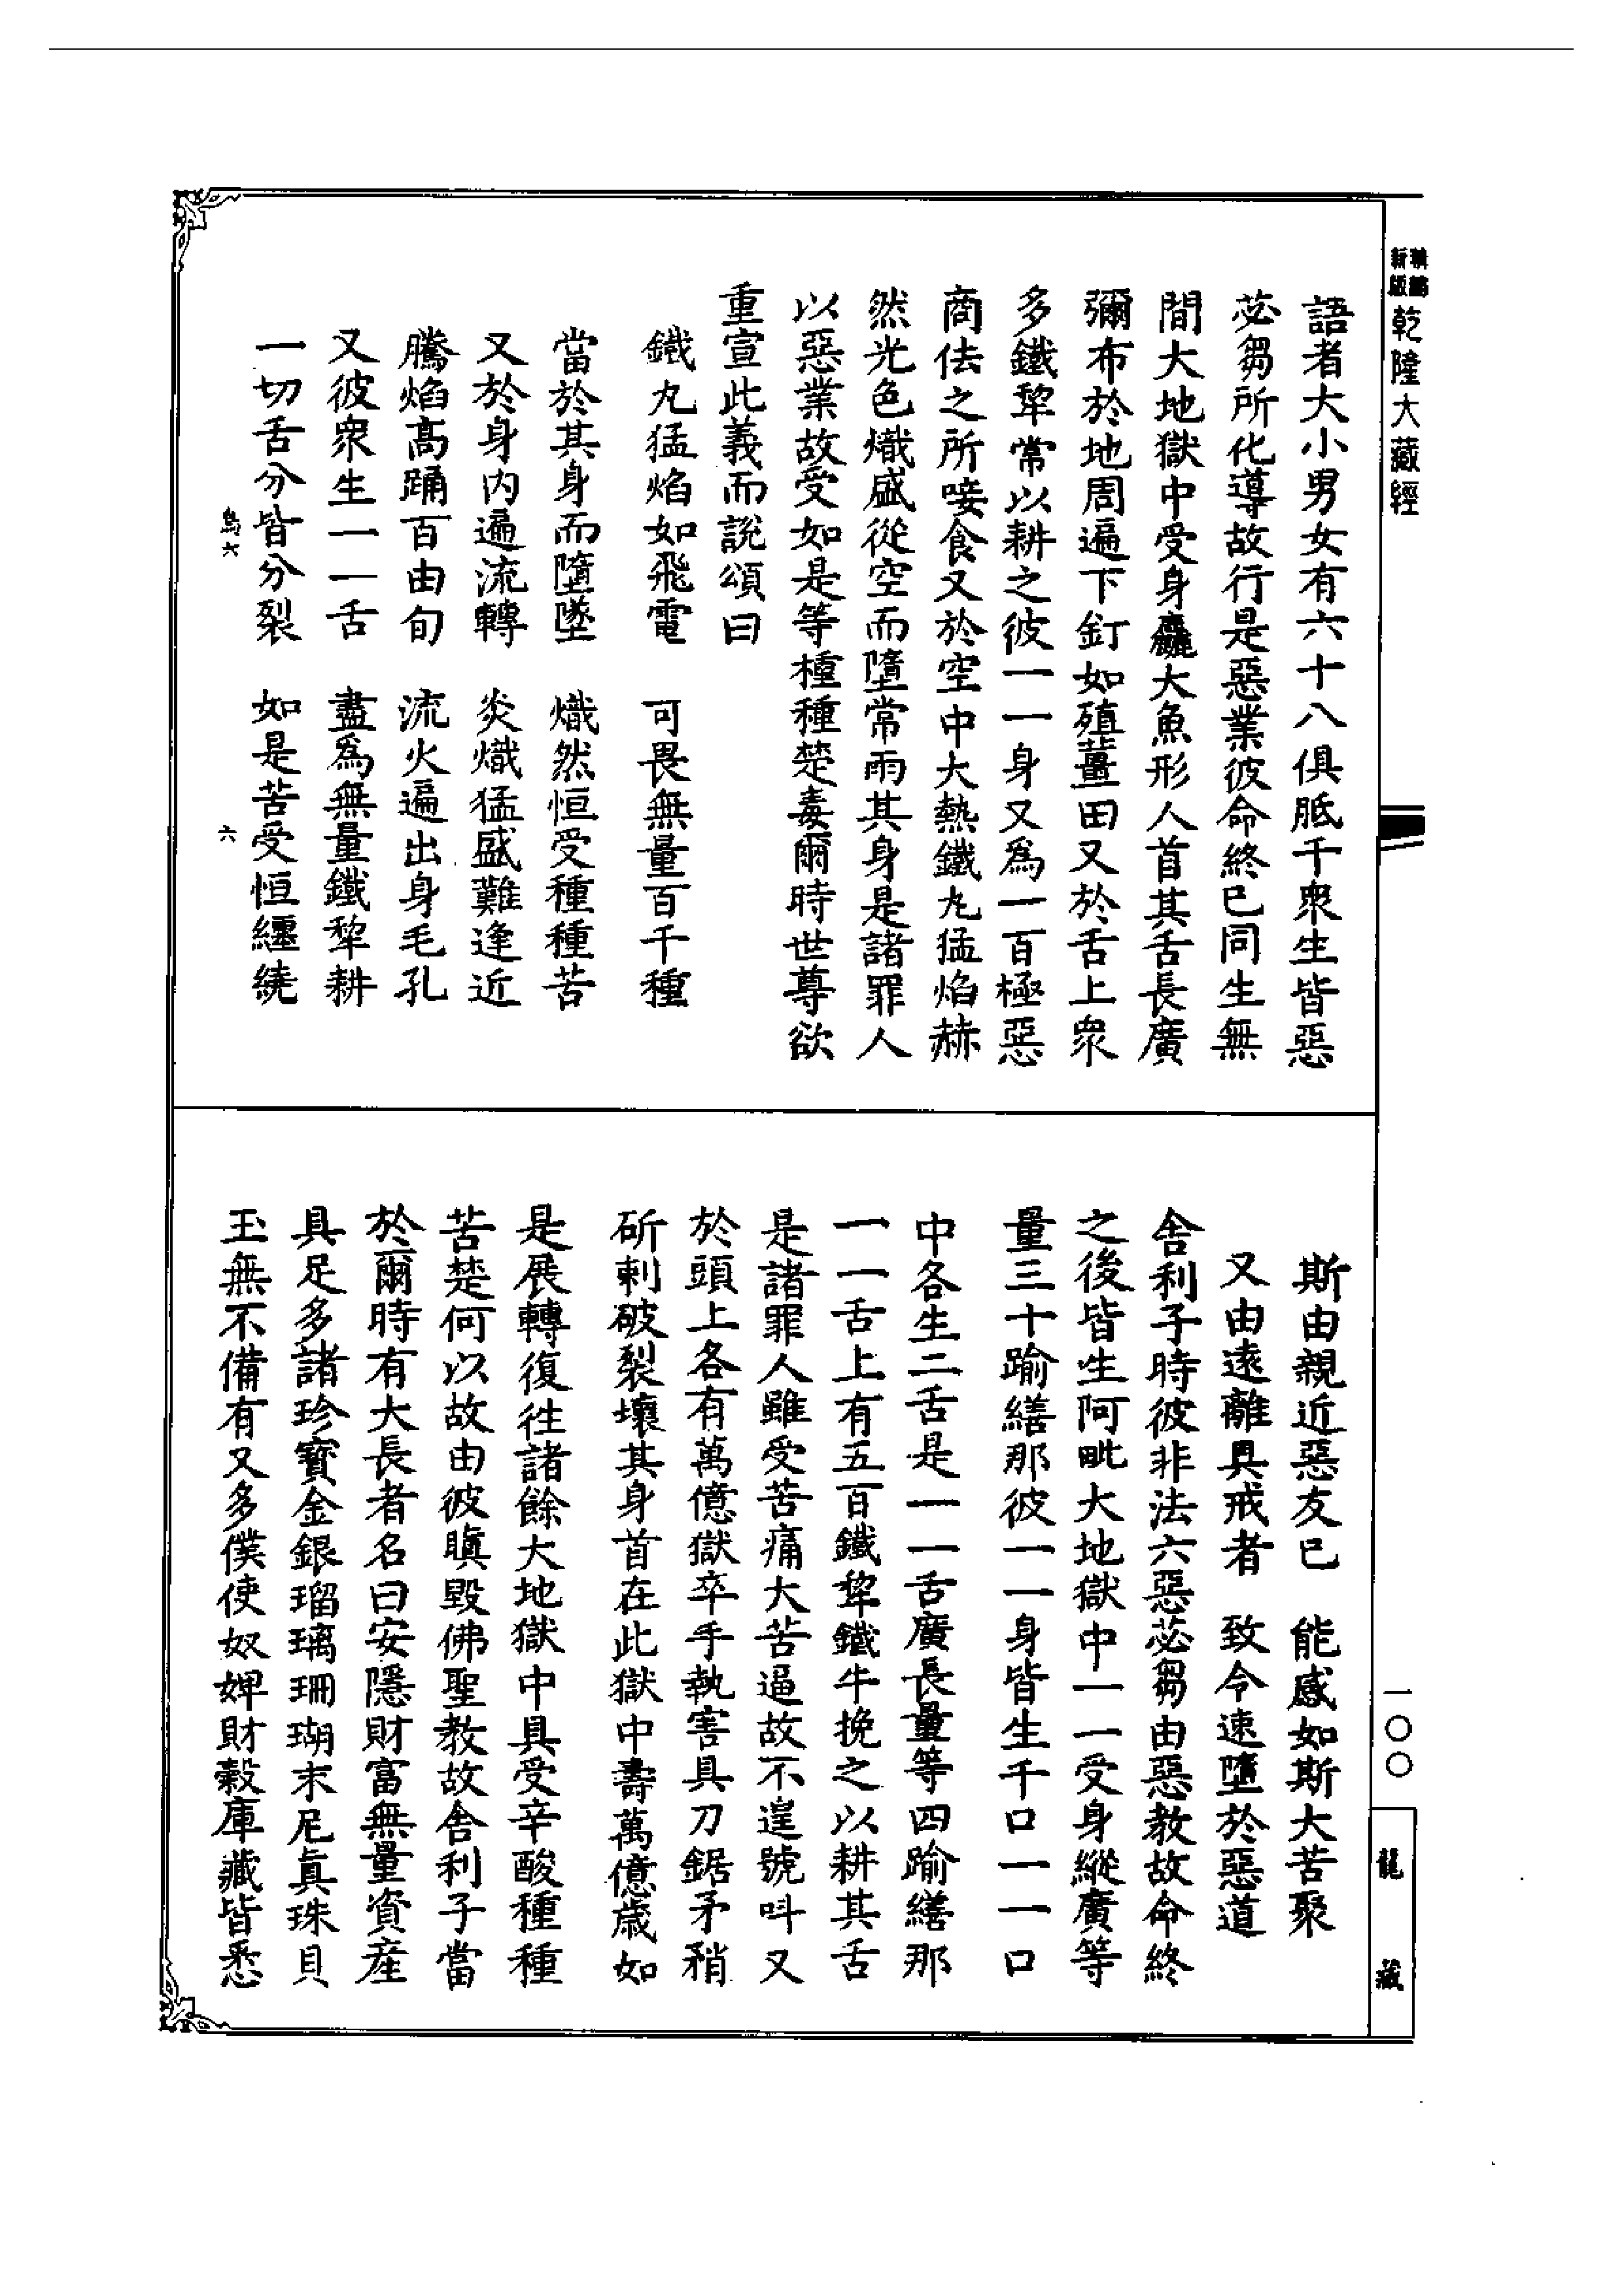 新編
縮版
乾隆大藏經
語者大小男女有六十八俱胝千衆生皆惡
苾芻所化導故行是惡業彼命終已同生無
間大地獄中受身麤大魚形人首其舌長廣
彌布於地周遍下釘如殖薑田又於舌上衆
多鐵犂常以耕之彼一一身又爲一百極惡
商佉之所唼食又於空中大熱鐵丸猛焰赫
然光色熾盛從空而墮常雨其身是諸罪人
以惡業故受如是等種種楚毒爾時世尊欲
重宣此義而說頌曰
鐵丸猛焰如飛電　可畏無量百千種
當於其身而墮墜　熾然恒受種種苦
又於身内遍流轉　炎熾猛盛難逢近
騰焰高踊百由旬　流火遍出身毛孔
又彼衆生一一舌　盡爲無量鐵犂耕
一切舌分皆分裂　如是苦受恒纏繞
鳥六
六
斯由親近惡友已　能感如斯大苦聚
又由遠離具戒者　致令速墮於惡道
舍利子時彼非法六惡苾芻由惡教故命終
之後皆生阿毗大地獄中一一受身縱廣等
量三十踰繕那彼一一身皆生千口一一口
中各生二舌是一一舌廣長量等四踰繕那
一一舌上有五百鐵犂鐵牛挽之以耕其舌
是諸罪人雖受苦痛大苦逼故不遑號呌又
於頭上各有萬億獄卒手執害具刀鋸矛矟
斫刺破裂壞其身首在此獄中壽萬億歲如
是展轉復徃諸餘大地獄中具受辛酸種種
苦楚何以故由彼瞋毀佛聖教故舍利子當
於爾時有大長者名曰安隱財富無量資産
具足多諸珍寶金銀瑠璃珊瑚末尼眞珠貝
玉無不備有又多僕使奴婢財糓庫藏皆悉
一〇〇
龍藏